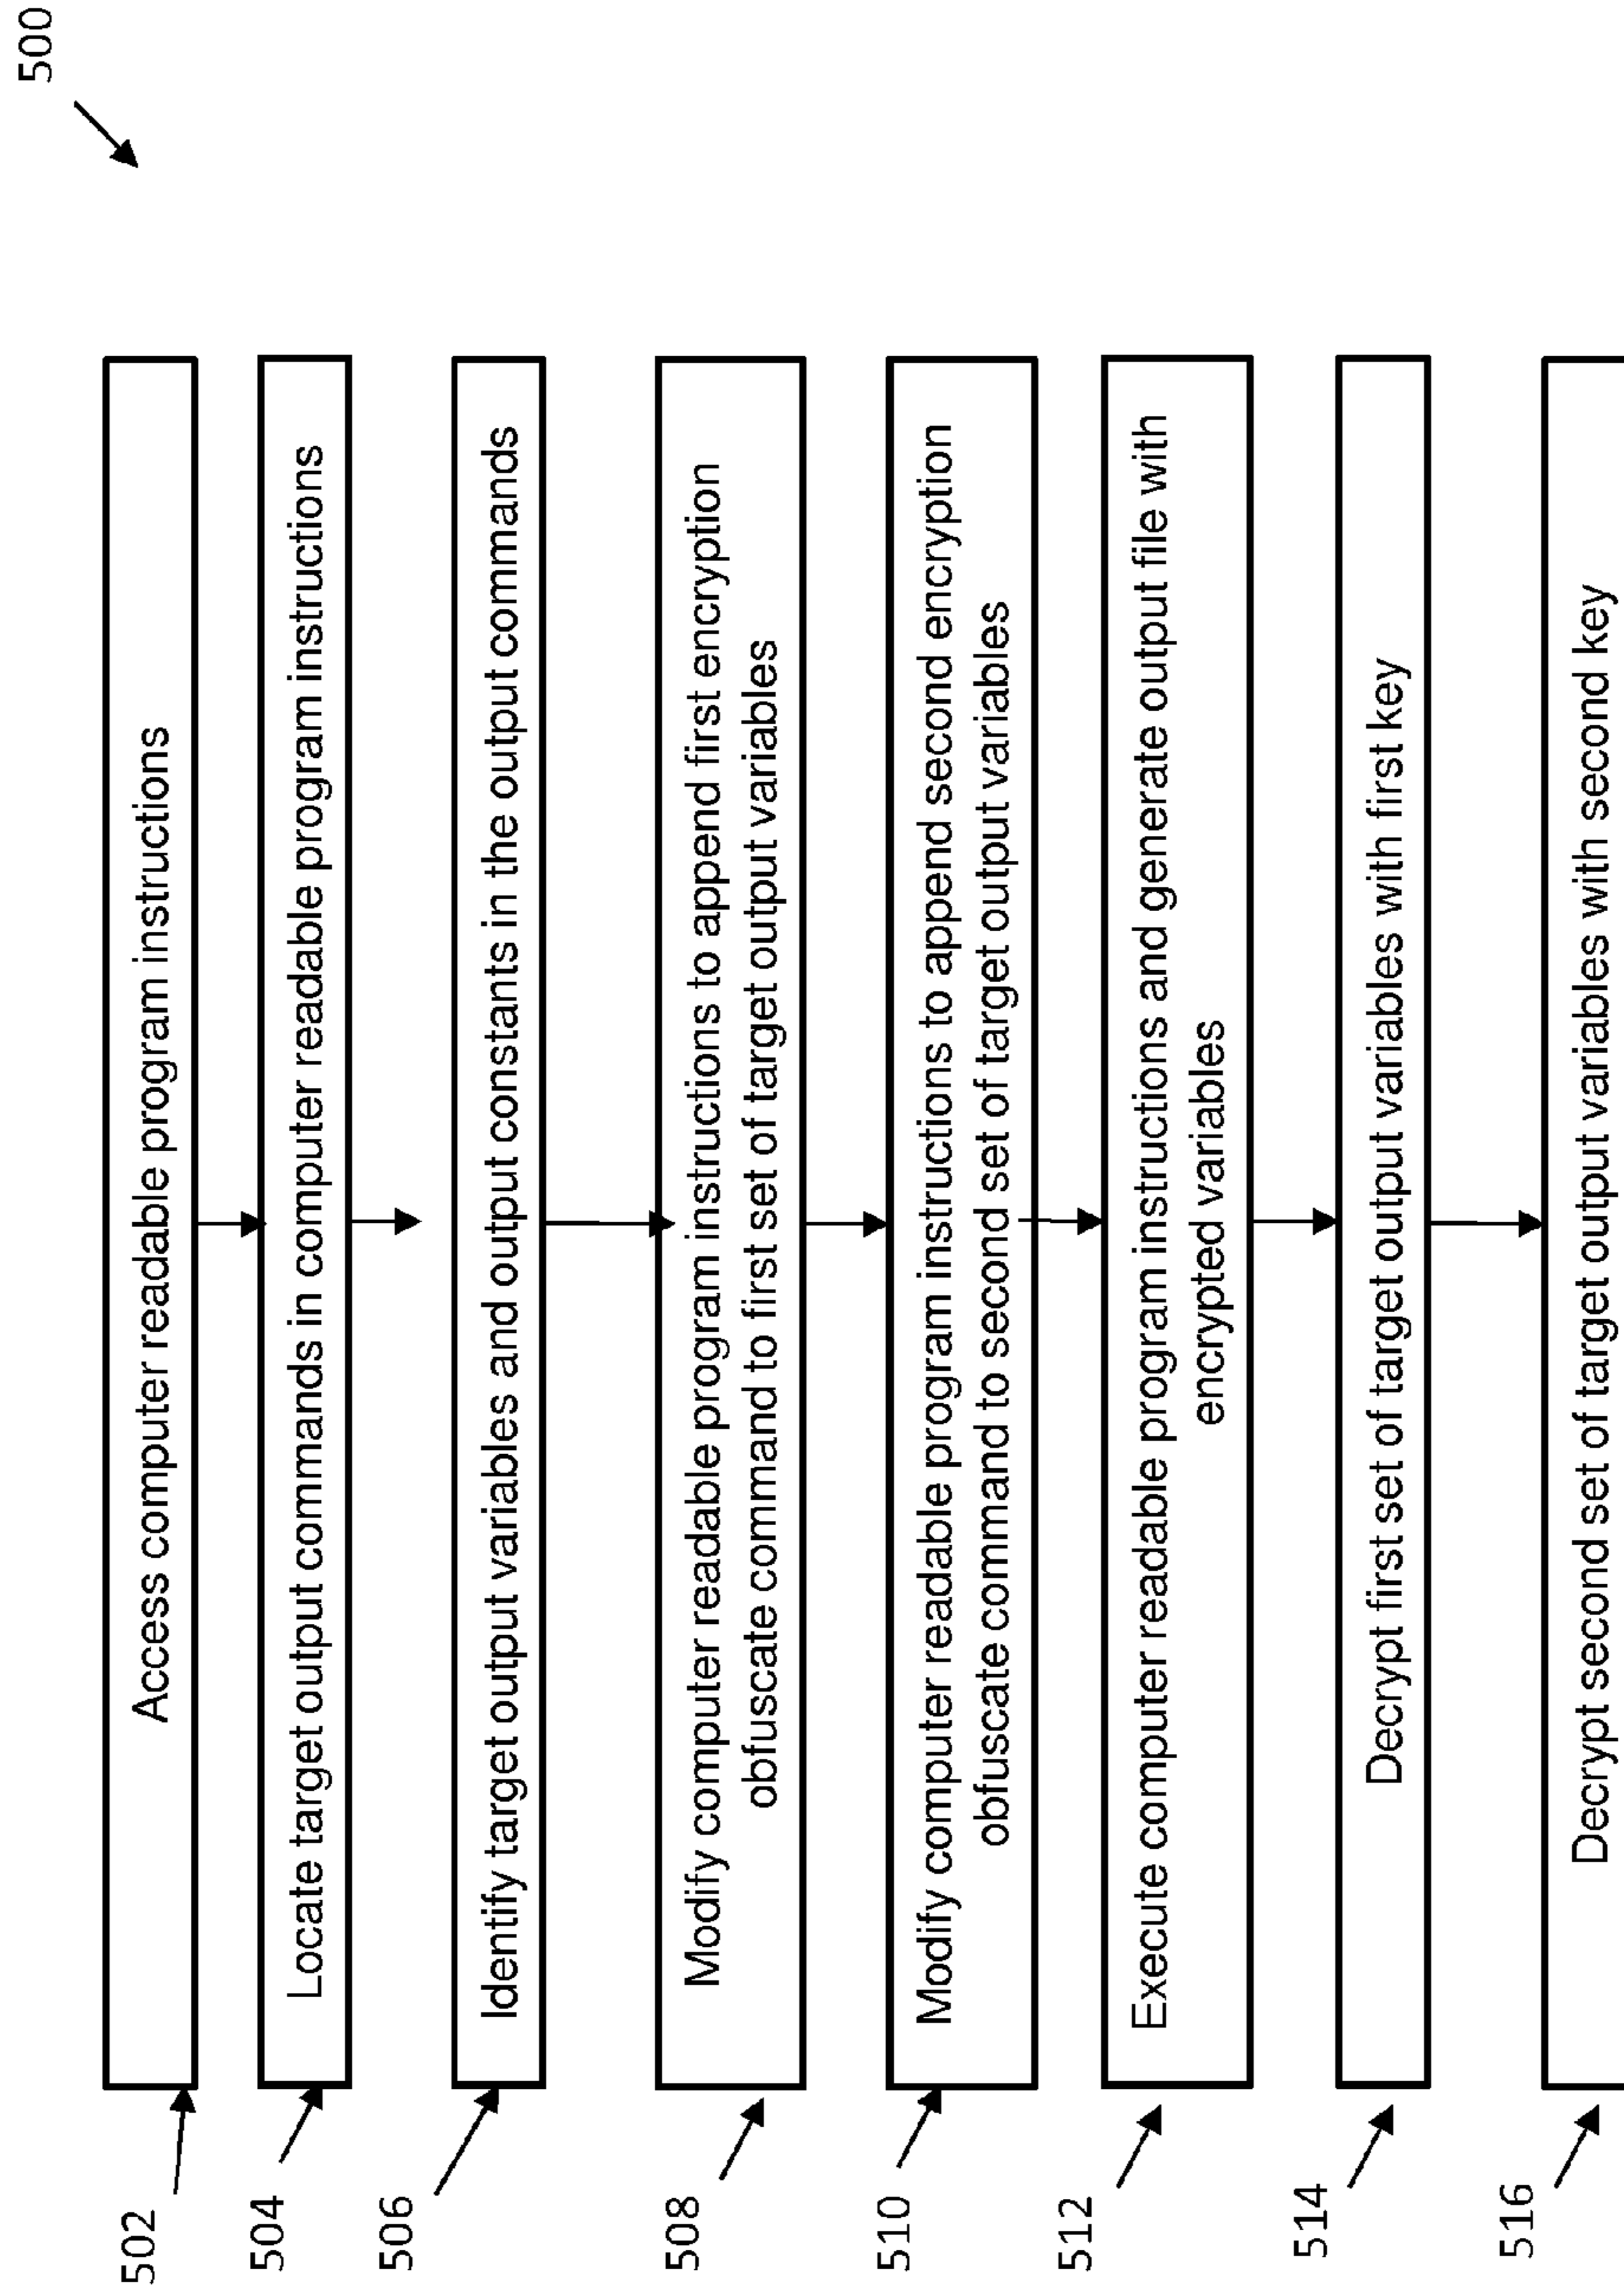 500
502
Access computer readable program instructions
504
Locate target output commands in computer readable program instructions
506
Identify target output variables and output constants in the output commands
508
Modify computer readable program instructions to append first encryption
obfuscate command to first set of target output variables
510
Modify computer readable program instructions to append second encryption
obfuscate command to second set of target output variables
512
Execute computer readable program instructions and generate output file with
encrypted variables
514
Decrypt first set of target output variables with first key
516
Decrypt second set of target output variables with second key